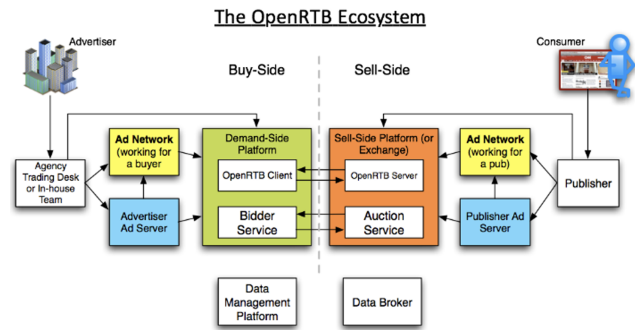 The OpenRTB Ecosystem
Advertiser
Consumer
Buy-Side
Sell-Side
Agency
Trading Desk
or In-house
Team
Ad Network
(working for
a buyer)
Advertiser
Ad Server
Demand-Side
Platform
OpenRTB Client
Bidder
Service
Sell-Side Platform (or
Exchange)
OpenRTB Server
Auction
Service
Ad Network
(working for
a pub)
Publisher Ad
Server
Publisher
Data
Management
Platform
Data Broker